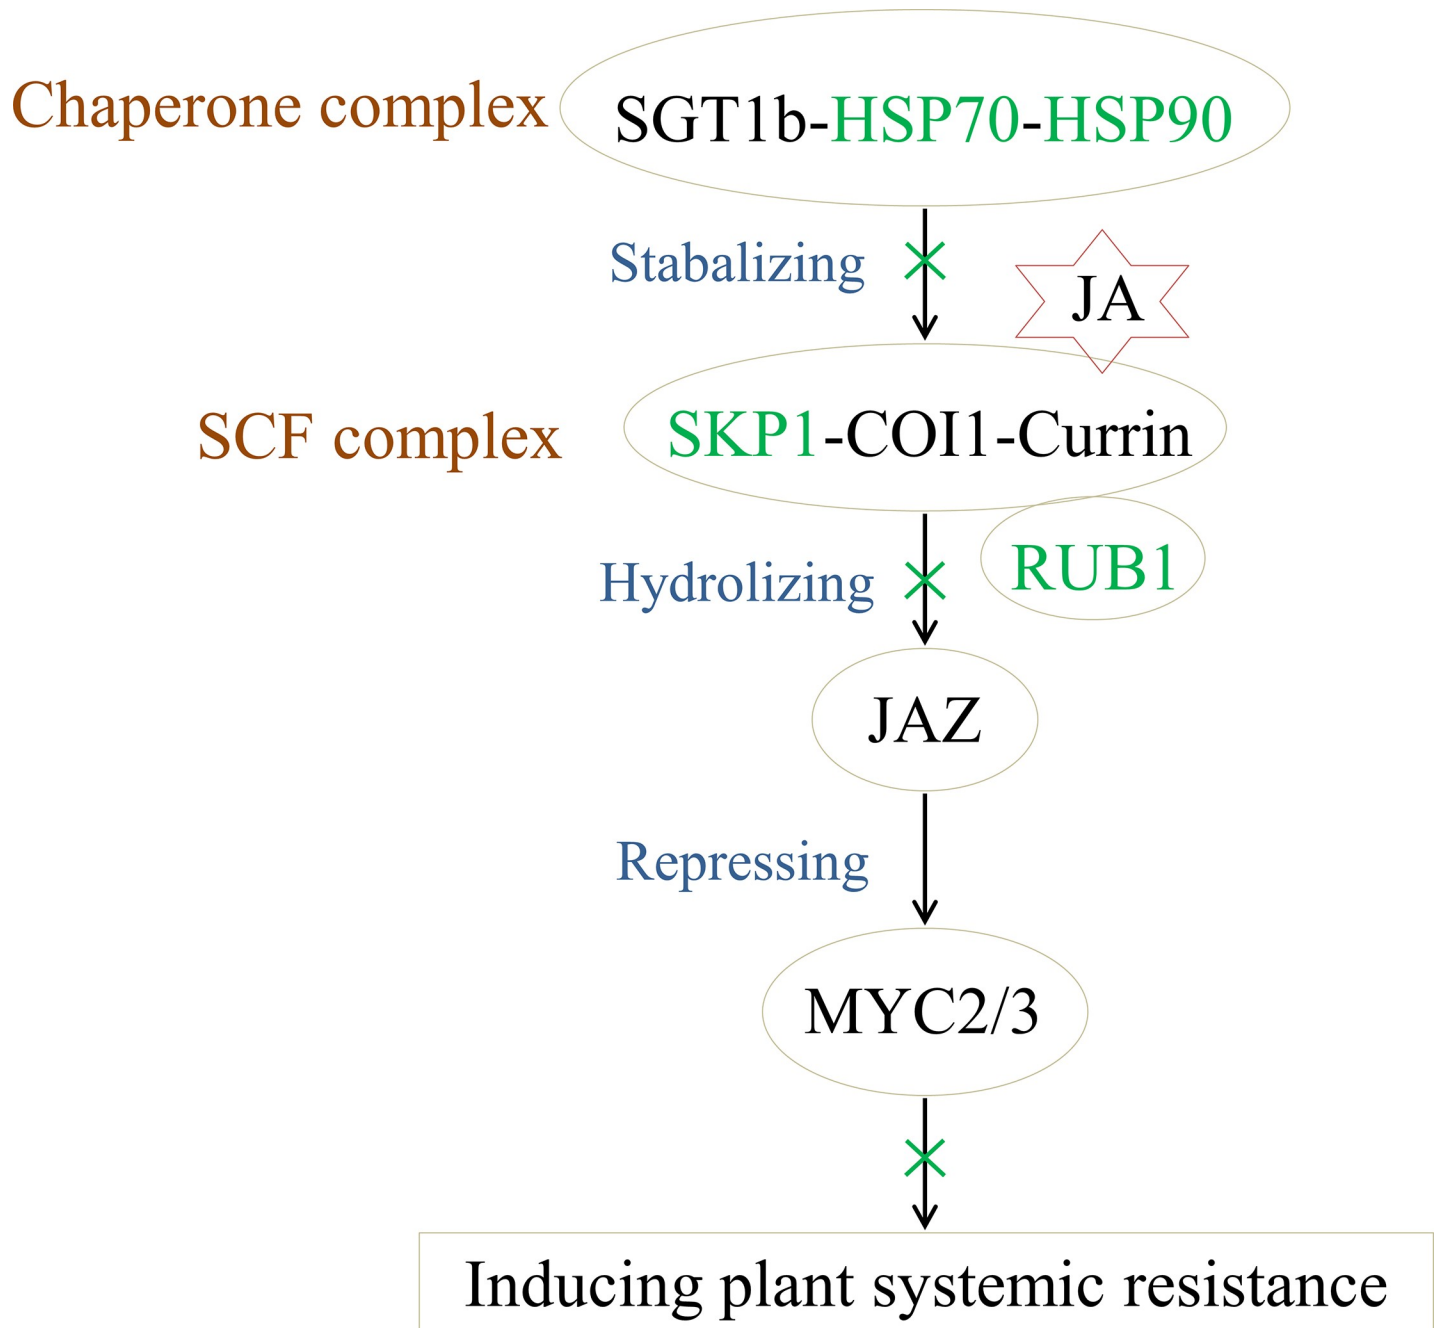 Chaperone complex
SGT1b-HSP70-HSP90
Stabalizing
JA
SCF complex
SKP1-COI1-Currin
Hydrolizing
RUB1
JAZ
Repressing
MYC2/3
Inducing plant systemic resistance